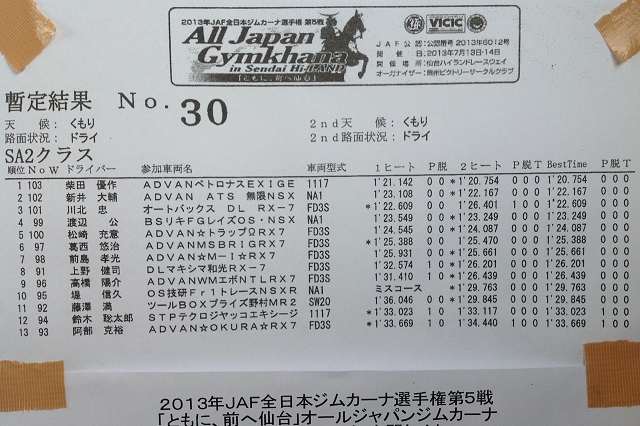 2013年JAF全日本ジムカーナ選手権 第5戦
All Japan
Gymkhana
in Sendai Hi-LAND
「ともに、前へ仙台」
VICIC
JAF公認：公認番号 2013年6012号
開催日：2013年7月13日-14日
開催場所：仙台ハイランドレースウェイ
オーガナイザー：奥州ビクトリーサークルクラブ
暫定結果 No. 30
天候：くもり 2nd天候：くもり
路面状況：ドライ 2nd路面状況：ドライ
SA2クラス
順位 NoW ドライバー 参加車両名 車両型式 1ヒート P脱 2ヒート P脱T BestTime P脱T
1 103 柴田 優作 ADVANペトロナスEXIGE 1117 1'21.142 0 0 *1'20.754 0 0 0 1'20.754 0 0 0
2 102 新井 大輔 ADVAN ATS 無限NSX NA1 1'23.108 0 0 *1'22.167 0 0 0 1'22.167 0 0 0
3 101 川北 忠 オートバックス DL RX-7 FD3S *1'22.609 0 0 1'26.401 1 0 0 1'22.609 0 0 0
4 99 渡辺 公 BSリキFGレイズOS・NSX NA1 1'23.549 0 0 *1'23.249 0 0 0 1'23.249 0 0 0
5 100 松崎 充意 ADVAN☆トラップΩRX7 FD3S 1'24.545 0 0 *1'24.087 0 0 0 1'24.087 0 0 0
6 97 葛西 悠治 ADVANMSBRIGRX7 FD3S *1'25.388 0 0 1'25.470 0 0 0 1'25.388 0 0 0
7 98 前島 孝光 ADVAN☆M-I☆RX7 FD3S 1'25.931 0 0 *1'25.661 0 0 0 1'25.661 0 0 0
8 91 上野 健司 DLマキシマ和光RX-7 FD3S 1'32.574 1 0 *1'26.201 0 0 0 1'26.201 0 0 0
9 96 高橋 陽介 ADVANWMエボNTLRX7 FD3S 1'31.410 1 0 *1'26.439 0 0 0 1'26.439 0 0 0
10 95 堤 信久 OS技研Fr1トレーズNSXR NA1 ミスコース *1'29.763 0 0 0 1'29.763 0 0 0
11 92 藤澤 満 ツールBOXプライズ野村MR2 SW20 1'36.046 0 0 *1'29.845 0 0 0 1'29.845 0 0 0
12 94 鈴木 聡太郎 STPテクロジヤッコエキシージ 1117 *1'33.023 1 0 1'33.117 0 0 0 1'33.023 1 0 0
13 93 阿部 克裕 ADVAN☆OKURA☆RX7 FD3S *1'33.669 1 0 1'34.440 1 0 0 1'33.669 1 0 0
2013年JAF全日本ジムカーナ選手権第5戦
「ともに、前へ仙台」オールジャパンジムカーナ